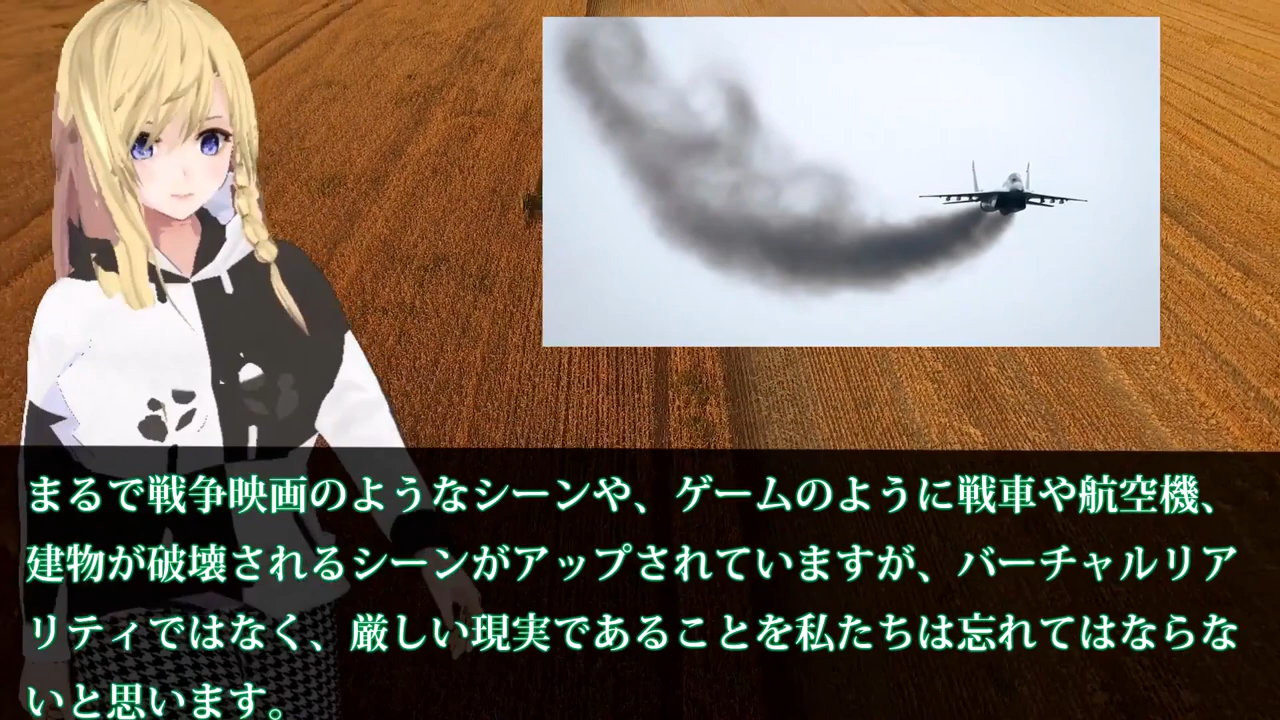 まるで戦争映画のようなシーンや、ゲームのように戦車や航空機、
建物が破壊されるシーンがアップされていますが、バーチャルリア
リティではなく、厳しい現実であることを私たちは忘れてはならな
いと思います。